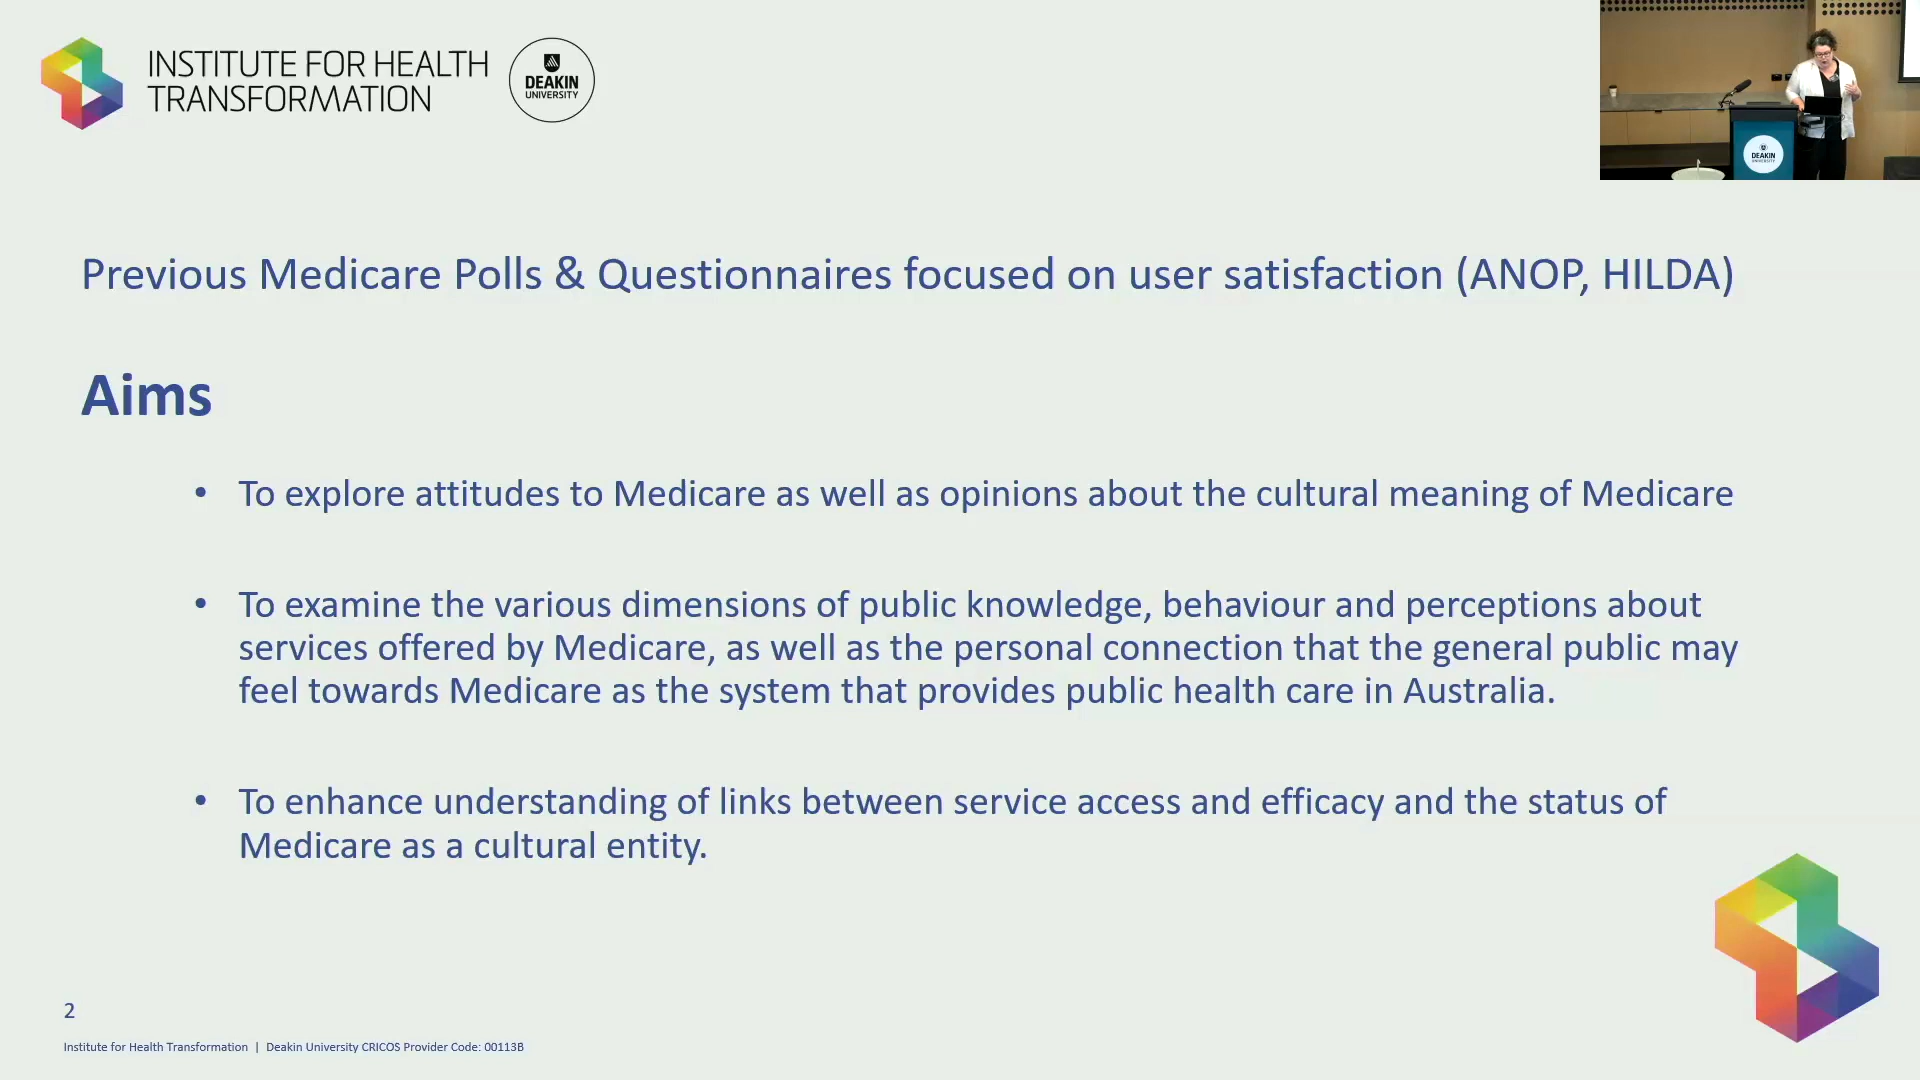 INSTITUTE FOR HEALTH
TRANSFORMATION
DEAKIN
UNIVERSITY
DEAKIN
UNIVERSITY
Previous Medicare Polls & Questionnaires focused on user satisfaction (ANOP, HILDA)
Aims
• To explore attitudes to Medicare as well as opinions about the cultural meaning of Medicare
• To examine the various dimensions of public knowledge, behaviour and perceptions about
services offered by Medicare, as well as the personal connection that the general public may
feel towards Medicare as the system that provides public health care in Australia.
• To enhance understanding of links between service access and efficacy and the status of
Medicare as a cultural entity.
2
Institute for Health Transformation | Deakin University CRICOS Provider Code: 00113B